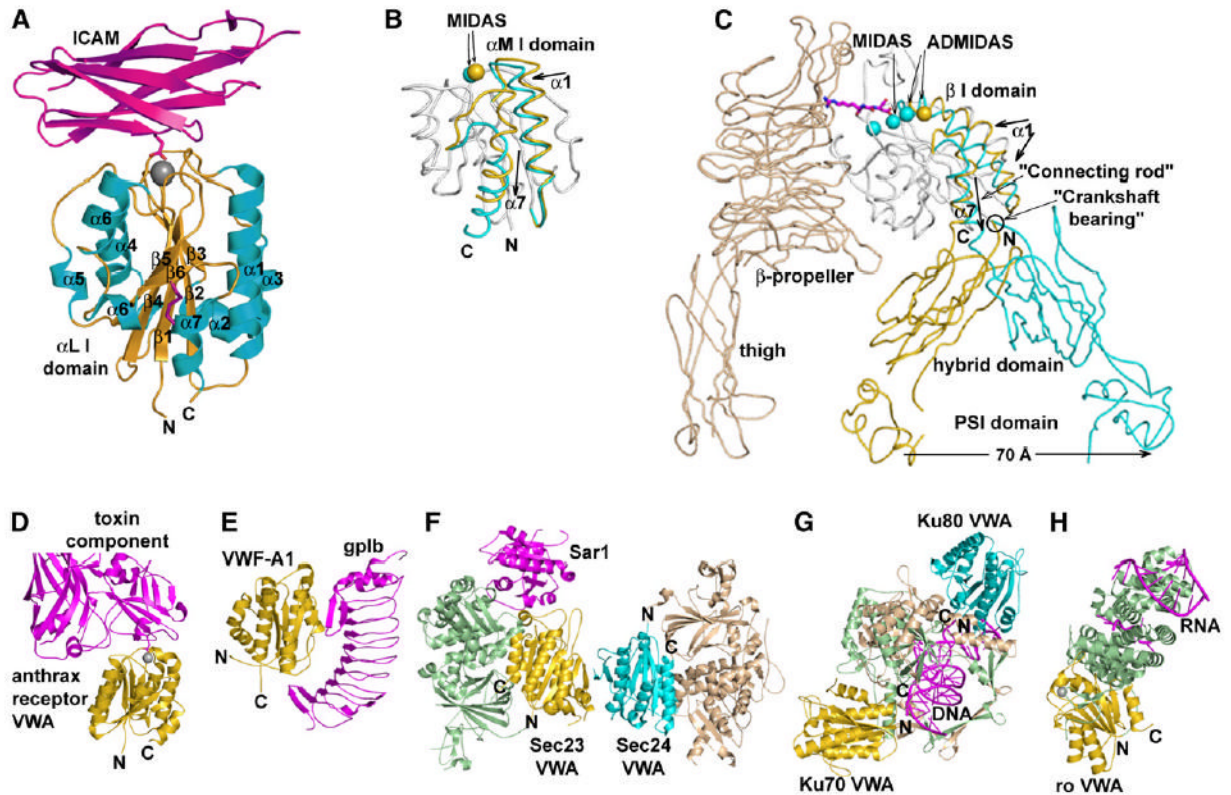 A
ICAM
α6
α4
α5
α6'
β5
β3
β6
β4
β2
β1
α7
α2
α1
α3
αL I
domain
N
C
B
MIDAS
αM I domain
α1
α7
C
N
C
MIDAS
ADMIDAS
β I domain
α1
"Connecting rod"
"Crankshaft
bearing"
α7
C
N
β-propeller
thigh
hybrid domain
PSI domain
70 Å
D
toxin
component
anthrax
receptor
VWA
N
C
E
VWF-A1
gplb
N
C
F
Sar1
N
C
C
N
Sec23
VWA
Sec24
VWA
G
Ku80 VWA
C
N
C
N
DNA
Ku70 VWA
H
RNA
N
C
ro VWA